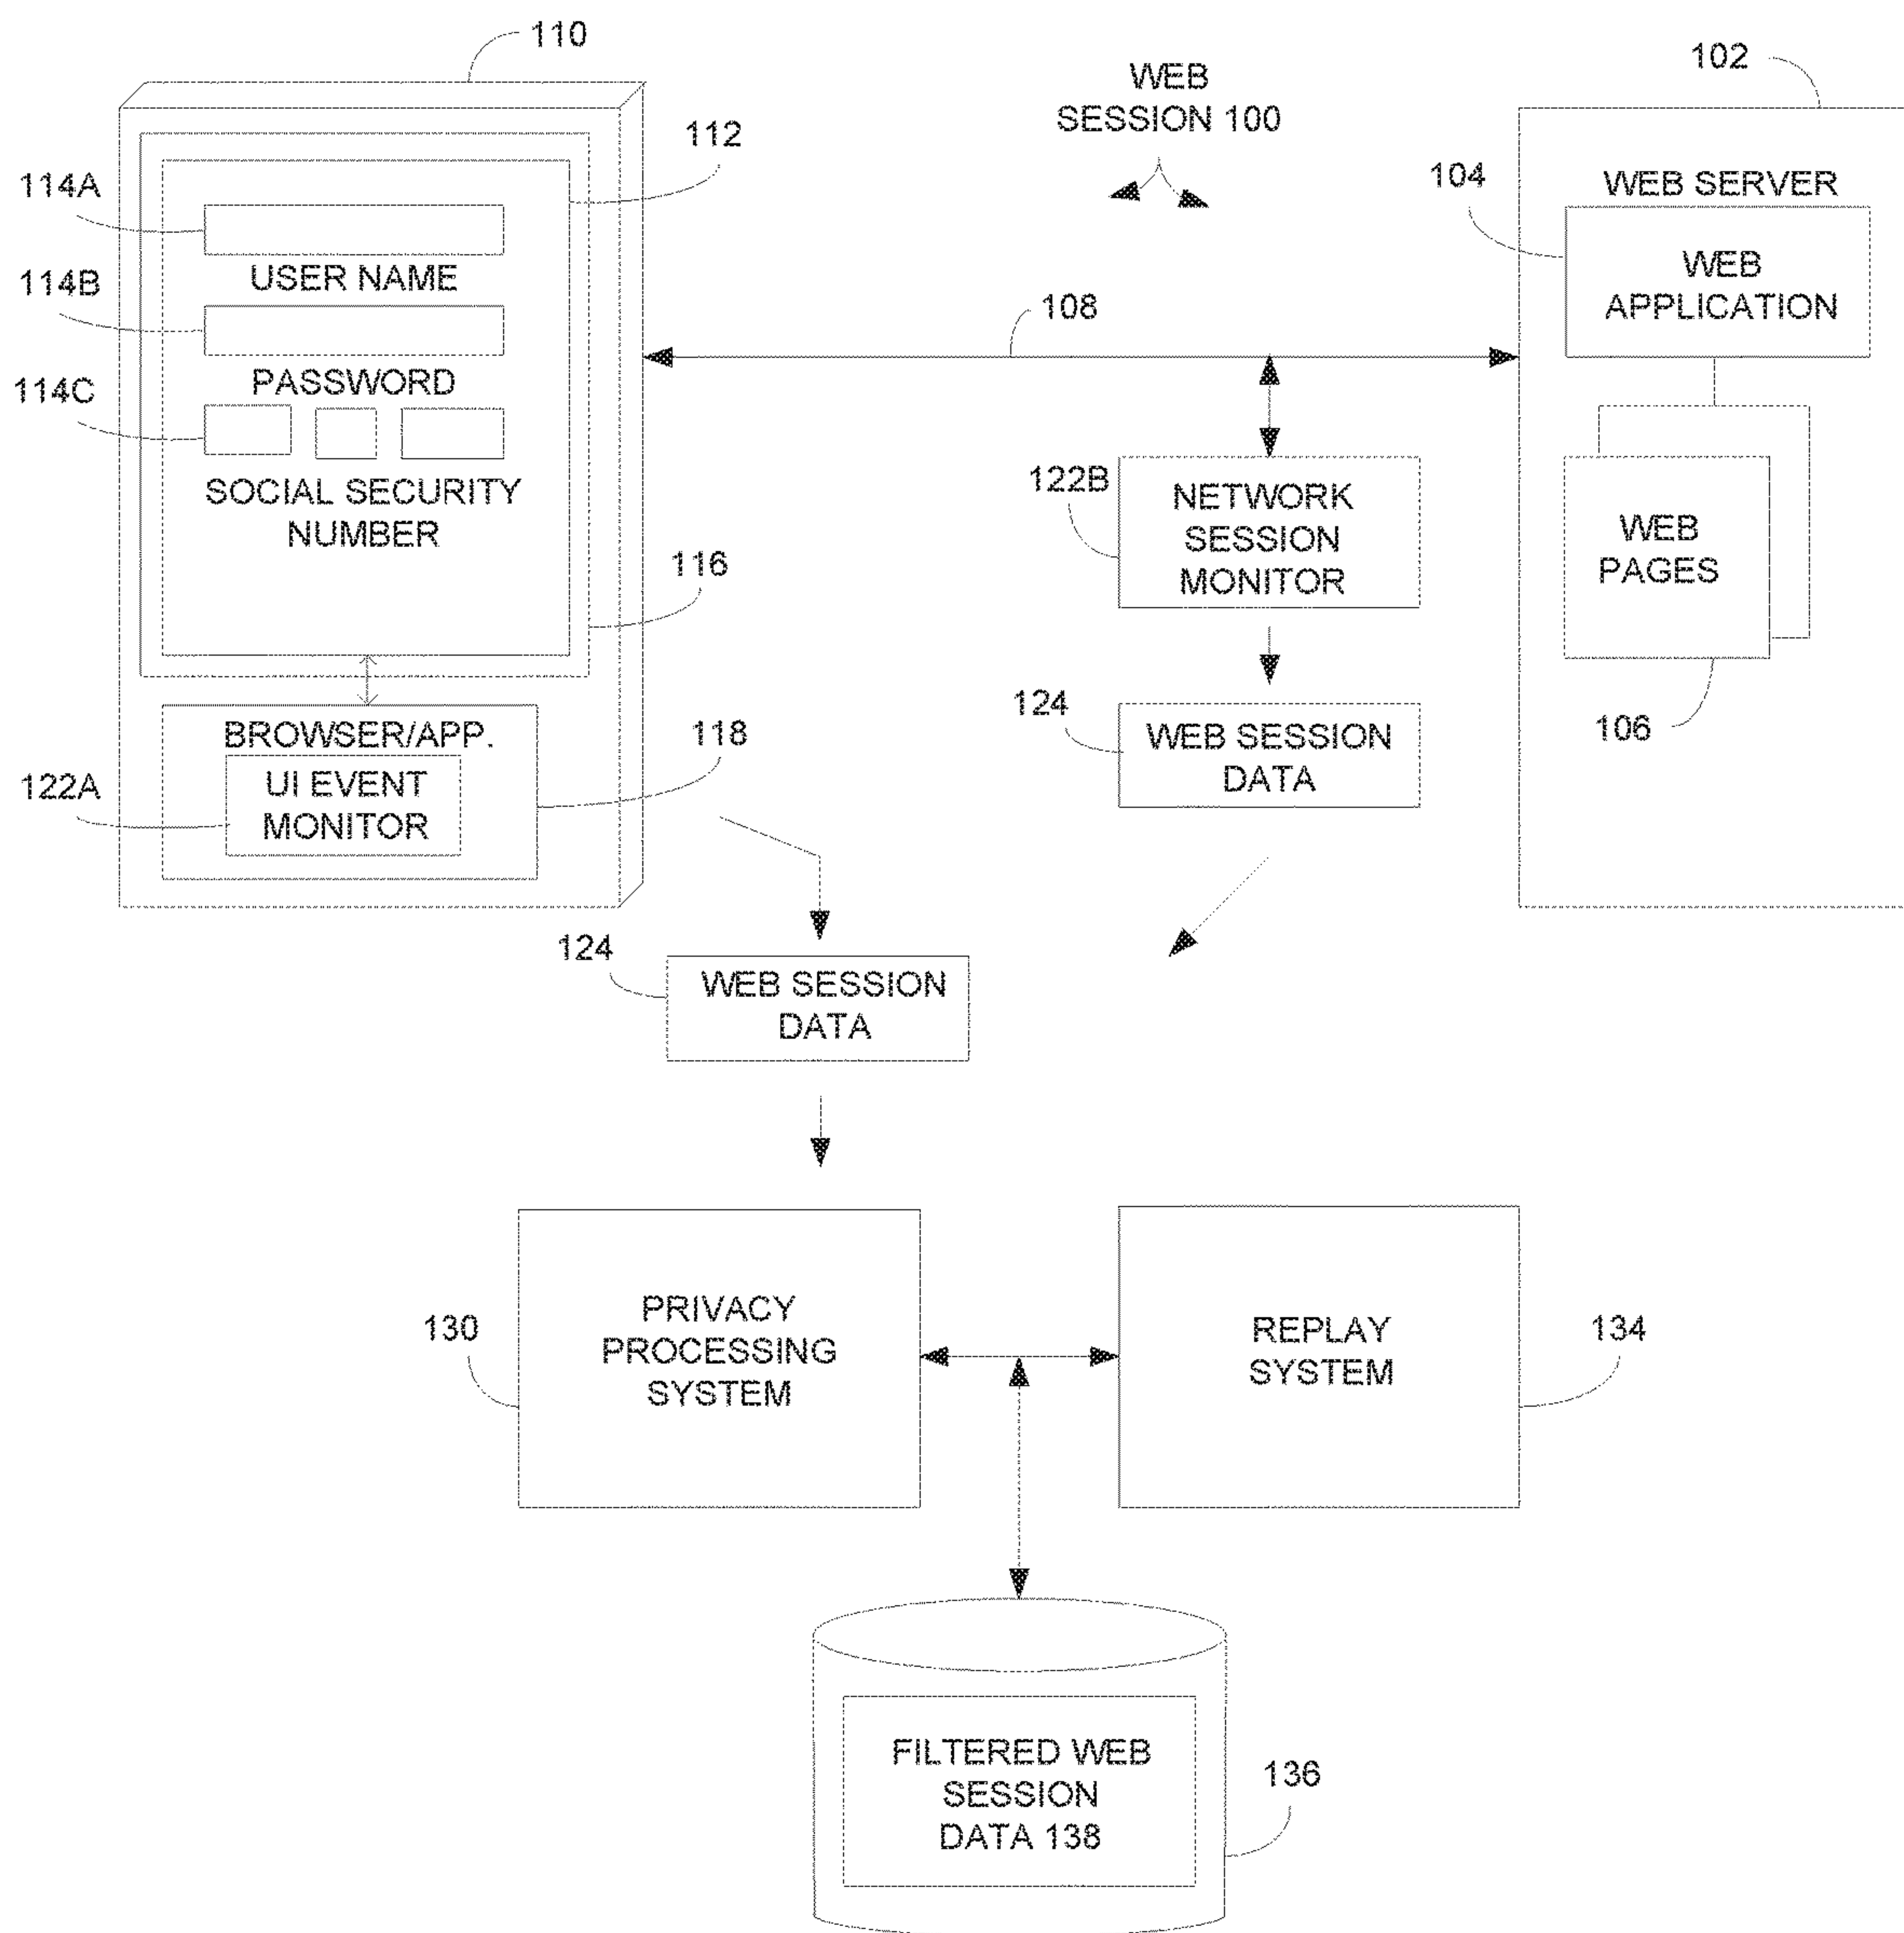 110
WEB
SESSION 100
102
112
114A
104
WEB SERVER
WEB
APPLICATION
USER NAME
114B
108
PASSWORD
114C
SOCIAL SECURITY
NUMBER
122B
NETWORK
SESSION
MONITOR
WEB
PAGES
116
124
WEB SESSION
DATA
106
BROWSER/APP.
118
122A
UI EVENT
MONITOR
124
WEB SESSION
DATA
130
PRIVACY
PROCESSING
SYSTEM
REPLAY
SYSTEM
134
FILTERED WEB
SESSION
DATA 138
136